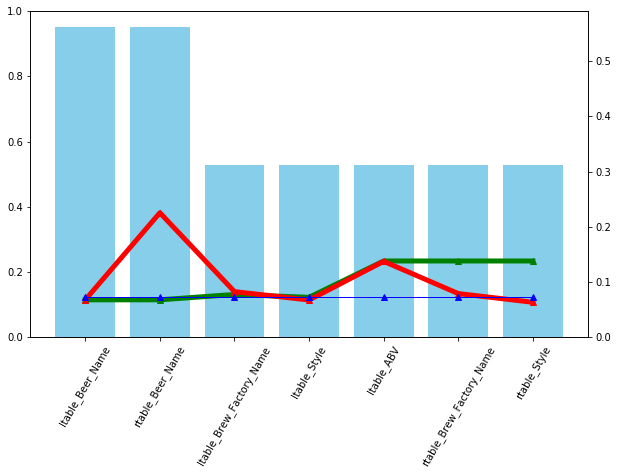 1.0
0.8
0.6
0.4
0.2
0.0
0.5
0.4
0.3
0.2
0.1
0.0
ltable_Beer_Name
rtable_Beer_Name
ltable_Brew_Factory_Name
ltable_Style
ltable_ABV
rtable_Brew_Factory_Name
rtable_Style